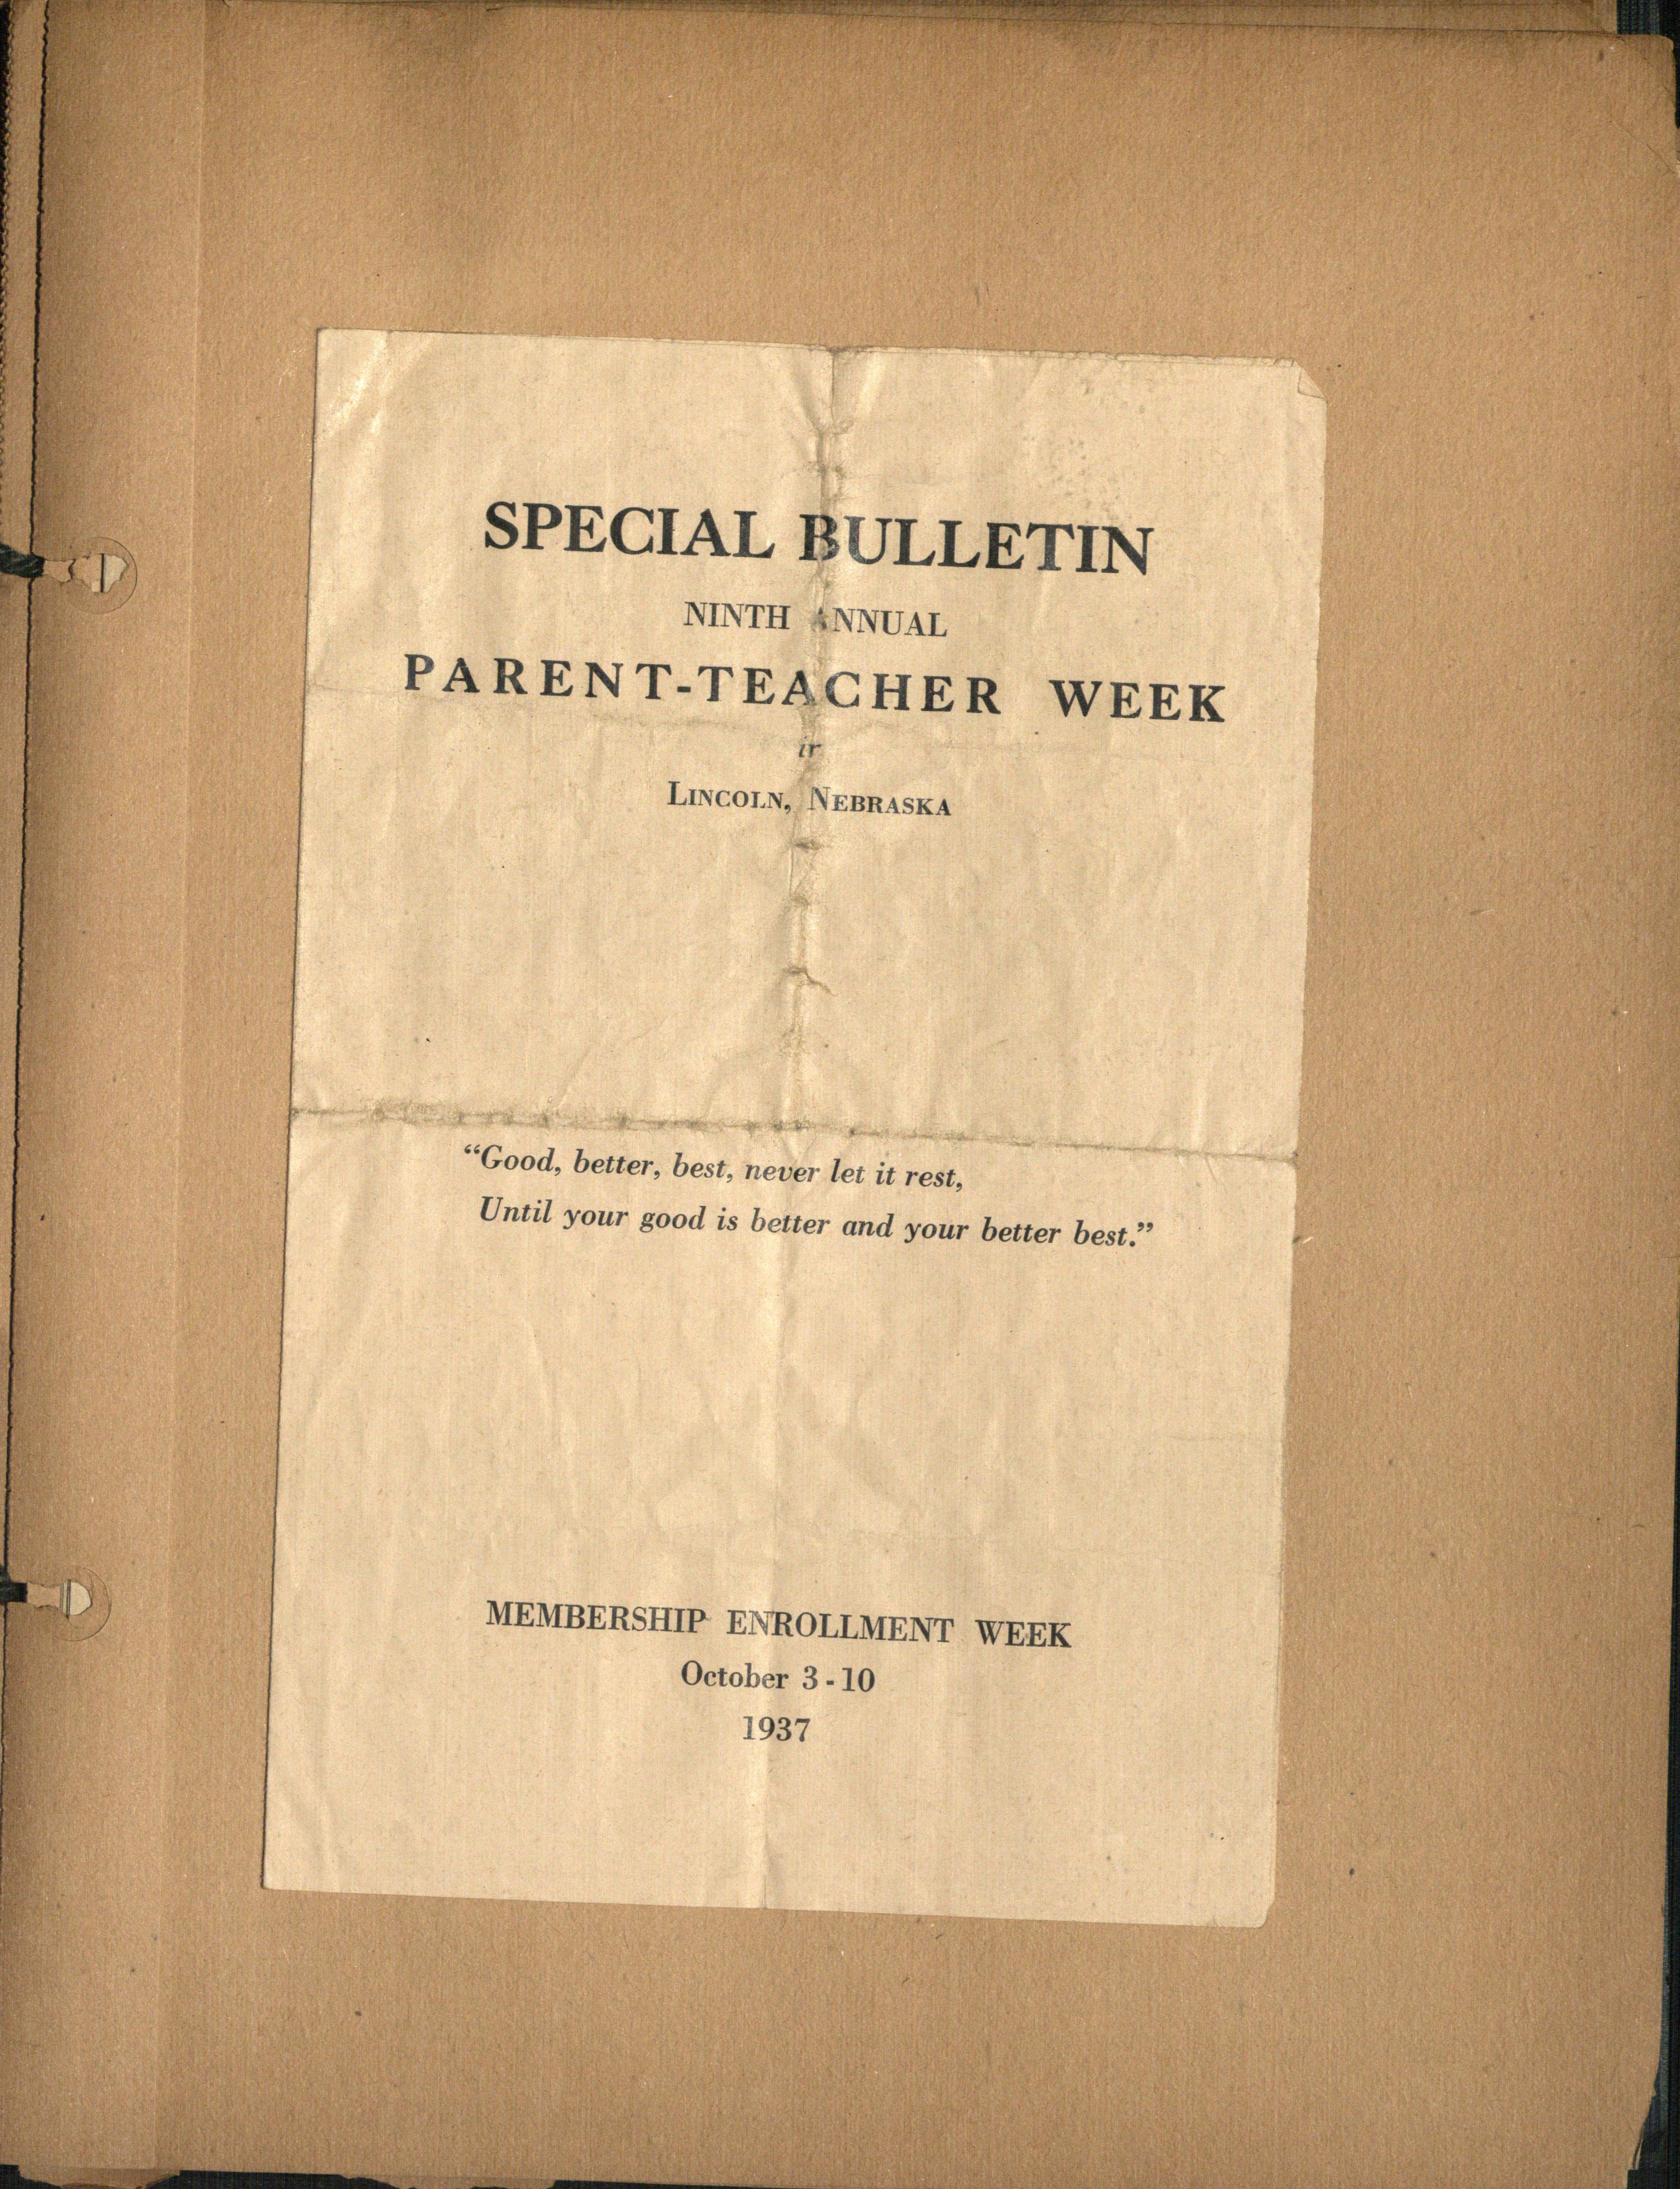 SPECIAL BULLETIN
NINTH ANNUAL
PARENT-TEACHER WEEK
in
LINCOLN, NEBRASKA
“Good, better, best, never let it rest,
Until your good is better and your better best.”
MEMBERSHIP ENROLLMENT WEEK
October 3-10
1937